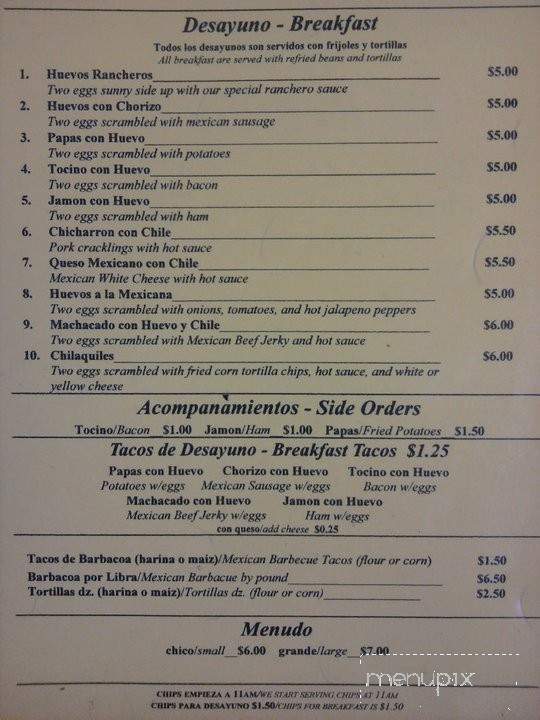 Desayuno - Breakfast
Todos los desayunos son servidos con frijoles y tortillas
All breakfast are served with refried beans and tortillas
1. Huevos Rancheros $5.00
Two eggs sunny side up with our special ranchero sauce
2. Huevos con Chorizo $5.00
Two eggs scrambled with mexican sausage
3. Papas con Huevo $5.00
Two eggs scrambled with potatoes
4. Tocino con Huevo $5.00
Two eggs scrambled with bacon
5. Jamon con Huevo $5.00
Two eggs scrambled with ham
6. Chicharron con Chile $5.50
Pork cracklings with hot sauce
7. Queso Mexicano con Chile $5.50
Mexican White Cheese with hot sauce
8. Huevos a la Mexicana $5.00
Two eggs scrambled with onions, tomatoes, and hot jalapeno peppers
9. Machacado con Huevo y Chile $6.00
Two eggs scrambled with Mexican Beef Jerky and hot sauce
10. Chilaquiles $6.00
Two eggs scrambled with fried corn tortilla chips, hot sauce, and white or
yellow cheese
Acompanamientos - Side Orders
Tocino/Bacon $1.00 Jamon/Ham $1.00 Papas/Fried Potatoes $1.50
Tacos de Desayuno - Breakfast Tacos $1.25
Papas con Huevo Chorizo con Huevo Tocino con Huevo
Potatoes w/eggs Mexican Sausage w/eggs Bacon w/eggs
Machacado con Huevo Jamon con Huevo
Mexican Beef Jerky w/eggs Ham w/eggs
con queso/add cheese $0.25
Tacos de Barbacoa (harina o maiz)/Mexican Barbecue Tacos (flour or corn) $1.50
Barbacoa por Libra/Mexican Barbacue by pound $6.50
Tortillas dz. (harina o maiz)/Tortillas dz. (flour or corn) $2.50
Menudo
chico/small $6.00 grande/large $7.00
menupix
CHIPS EMPIEZA A 11AM/WE START SERVING CHIPS AT 11AM
CHIPS PARA DESAYUNO $1.50/CHIPS FOR BREAKFAST IS $1.50